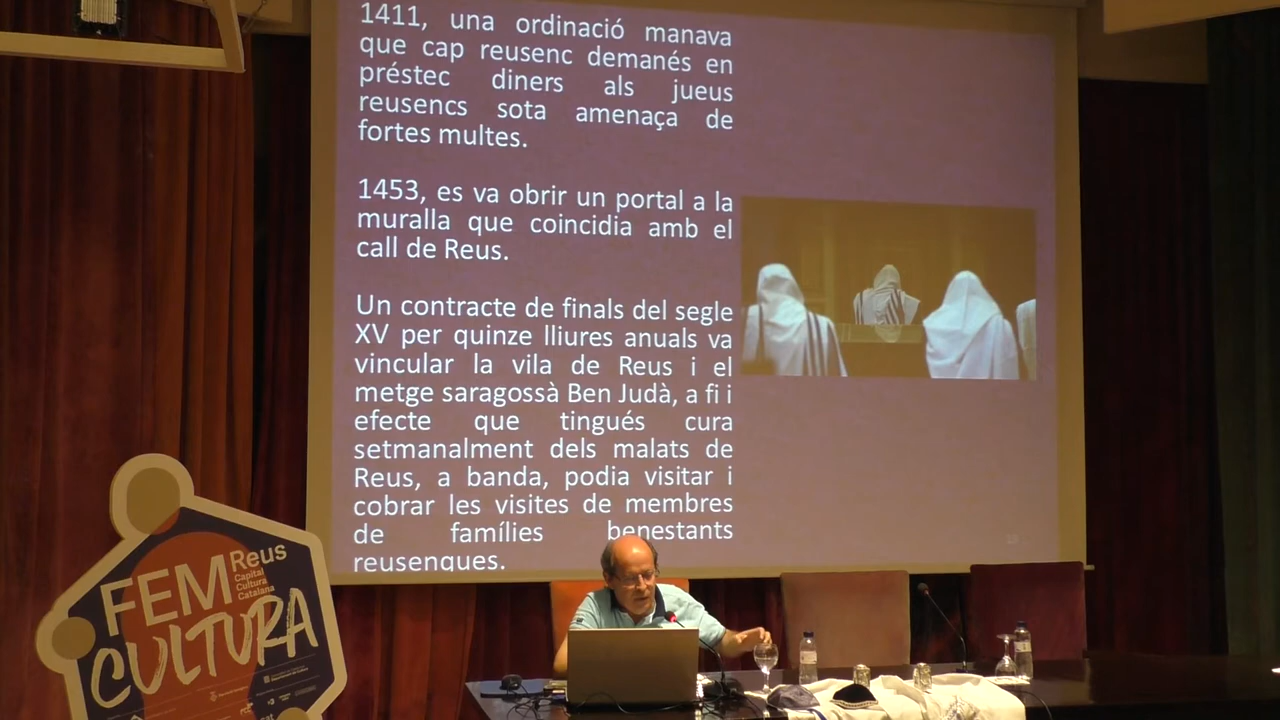 1411, una ordinació manava
que cap reusenc demanés en
préstec diners als jueus
reusencs sota amenaça de
fortes multes.
1453, es va obrir un portal a la
muralla que coincidia amb el
call de Reus.
Un contracte de finals del segle
XV per quinze lliures anuals va
vincular la vila de Reus i el
metge saragossà Ben Judà, a fi i
efecte que tingués cura
setmanalment dels malats de
Reus, a banda, podia visitar i
cobrar les visites de membres
de famílies benestants
reusenques.
FEM
CULTURA
Reus
Capital
Cultura
Catalana